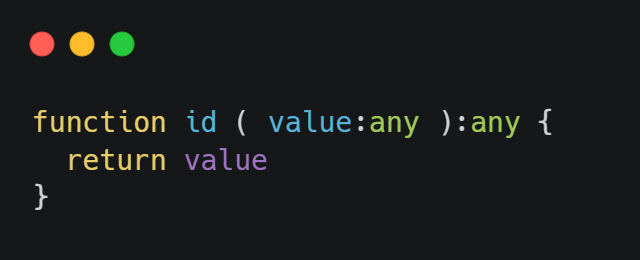 function id ( value:any ):any {
  return value
}